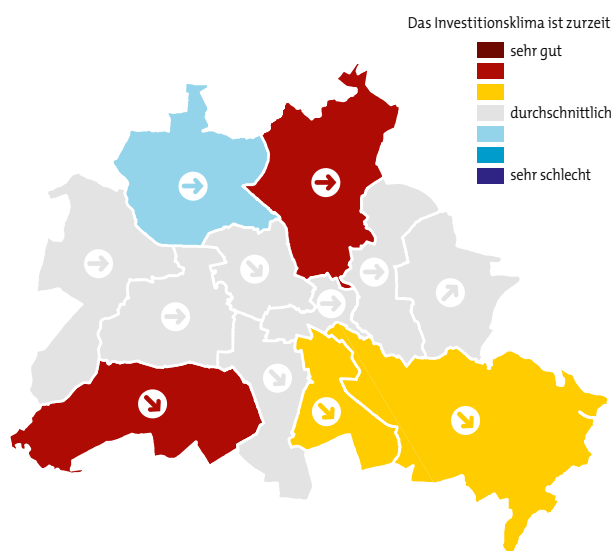 Das Investitionsklima ist zurzeit
sehr gut
durchschnittlich
sehr schlecht